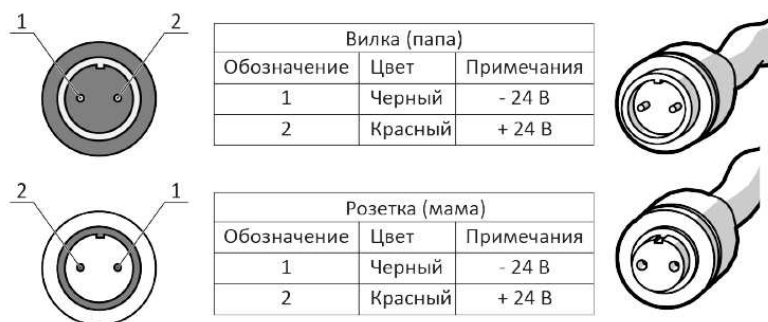 1 2
Вилка (папа)
Обозначение Цвет Примечания
1 Черный - 24 В
2 Красный + 24 В
2 1
Розетка (мама)
Обозначение Цвет Примечания
1 Черный - 24 В
2 Красный + 24 В